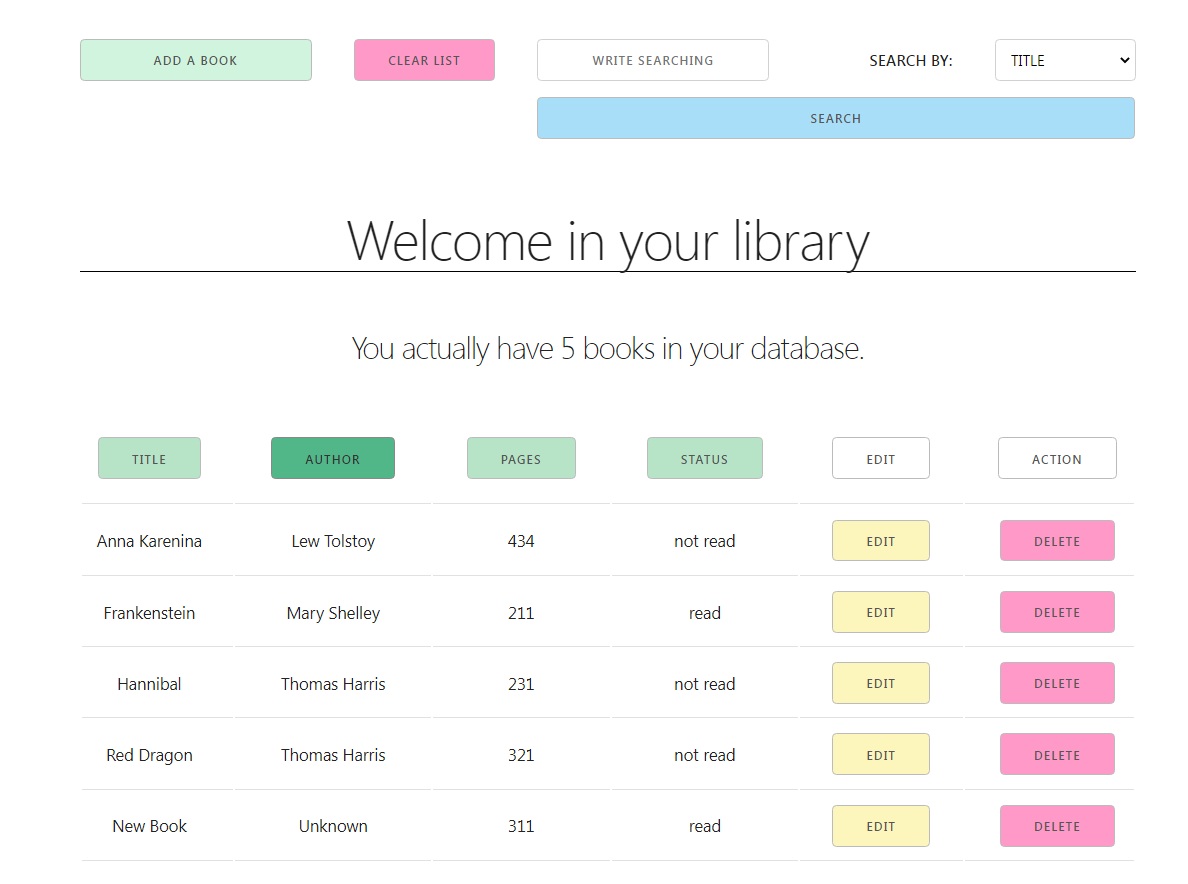 ADD A BOOK CLEAR LIST WRITE SEARCHING SEARCH BY: TITLE
SEARCH
Welcome in your library
You actually have 5 books in your database.
TITLE AUTHOR PAGES STATUS EDIT ACTION
Anna Karenina Lew Tolstoy 434 not read EDIT DELETE
Frankenstein Mary Shelley 211 read EDIT DELETE
Hannibal Thomas Harris 231 not read EDIT DELETE
Red Dragon Thomas Harris 321 not read EDIT DELETE
New Book Unknown 311 read EDIT DELETE